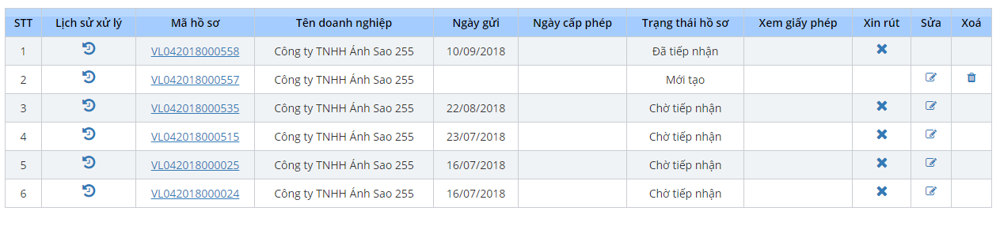 STT Lịch sử xử lý Mã hồ sơ Tên doanh nghiệp Ngày gửi Ngày cấp phép Trạng thái hồ sơ Xem giấy phép Xin rút Sửa Xoá
1 VL042018000558 Công ty TNHH Ánh Sao 255 10/09/2018 Đã tiếp nhận
2 VL042018000557 Công ty TNHH Ánh Sao 255 Mới tạo
3 VL042018000535 Công ty TNHH Ánh Sao 255 22/08/2018 Chờ tiếp nhận
4 VL042018000515 Công ty TNHH Ánh Sao 255 23/07/2018 Chờ tiếp nhận
5 VL042018000025 Công ty TNHH Ánh Sao 255 16/07/2018 Chờ tiếp nhận
6 VL042018000024 Công ty TNHH Ánh Sao 255 16/07/2018 Chờ tiếp nhận